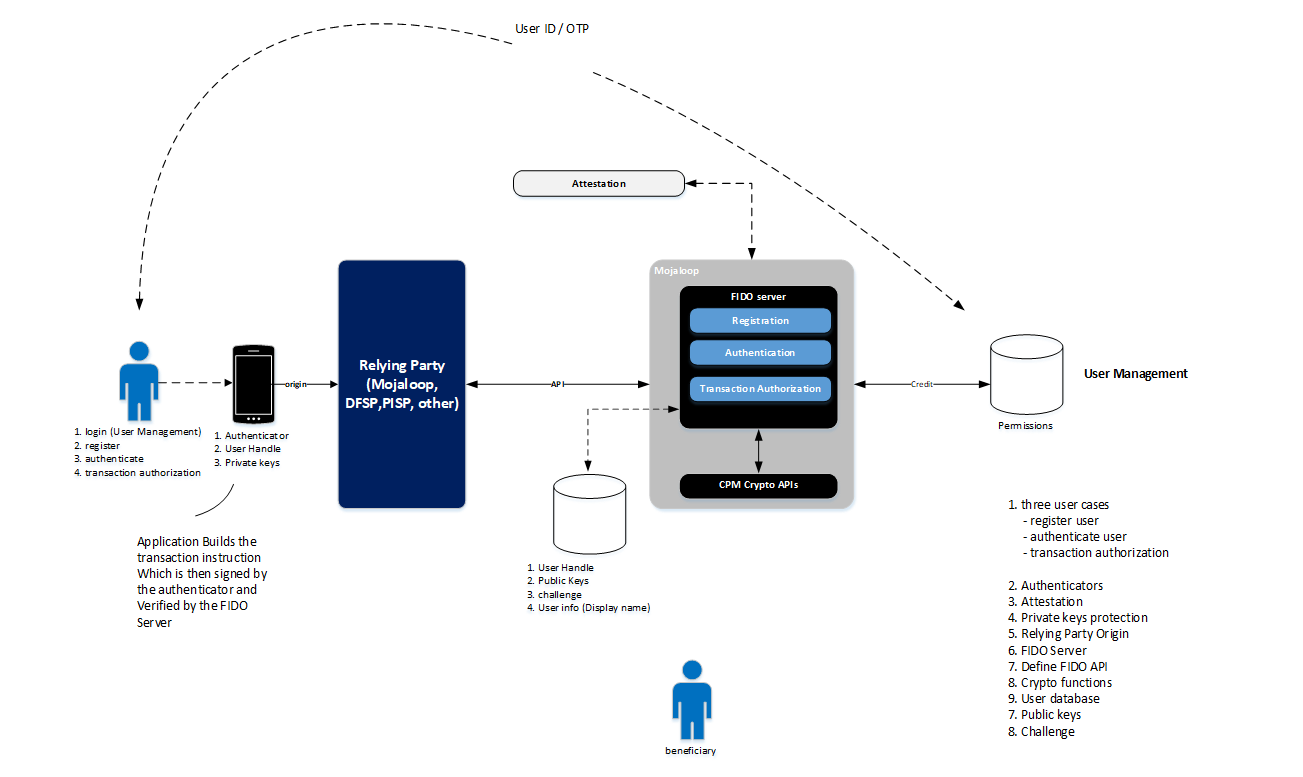 User ID / OTP
Attestation
Mojaloop
FIDO server
Registration
Authentication
Transaction Authorization
CPM Crypto APIs
Relying Party
(Mojaloop,
DFSP,PISP, other)
origin
API
Credit
User Management
Permissions
1. login (User Management)
2. register
3. authenticate
4. transaction authorization
1. Authenticator
2. User Handle
3. Private keys
Application Builds the
transaction instruction
Which is then signed by
the authenticator and
Verified by the FIDO
Server
1. User Handle
2. Public Keys
3. challenge
4. User info (Display name)
1. three user cases
- register user
- authenticate user
- transaction authorization
2. Authenticators
3. Attestation
4. Private keys protection
5. Relying Party Origin
6. FIDO Server
7. Define FIDO API
8. Crypto functions
9. User database
7. Public keys
8. Challenge
beneficiary